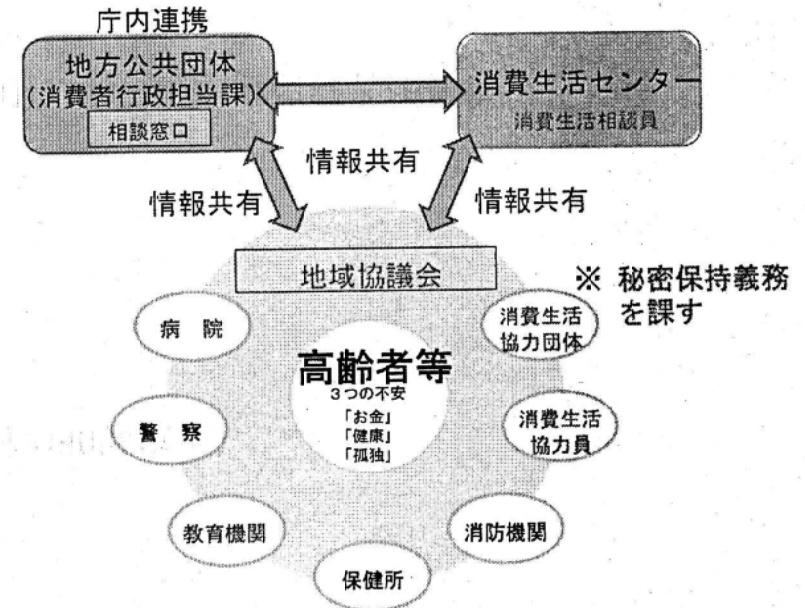 庁内連携
地方公共団体
(消費者行政担当課)
相談窓口
消費生活センター
消費生活相談員
情報共有
情報共有
情報共有
地域協議会
※ 秘密保持義務
を課す
病 院
消費生活
協力団体
高齢者等
3つの不安
「お金」
「健康」
「孤独」
警 察
消費生活
協力員
教育機関
消防機関
保健所